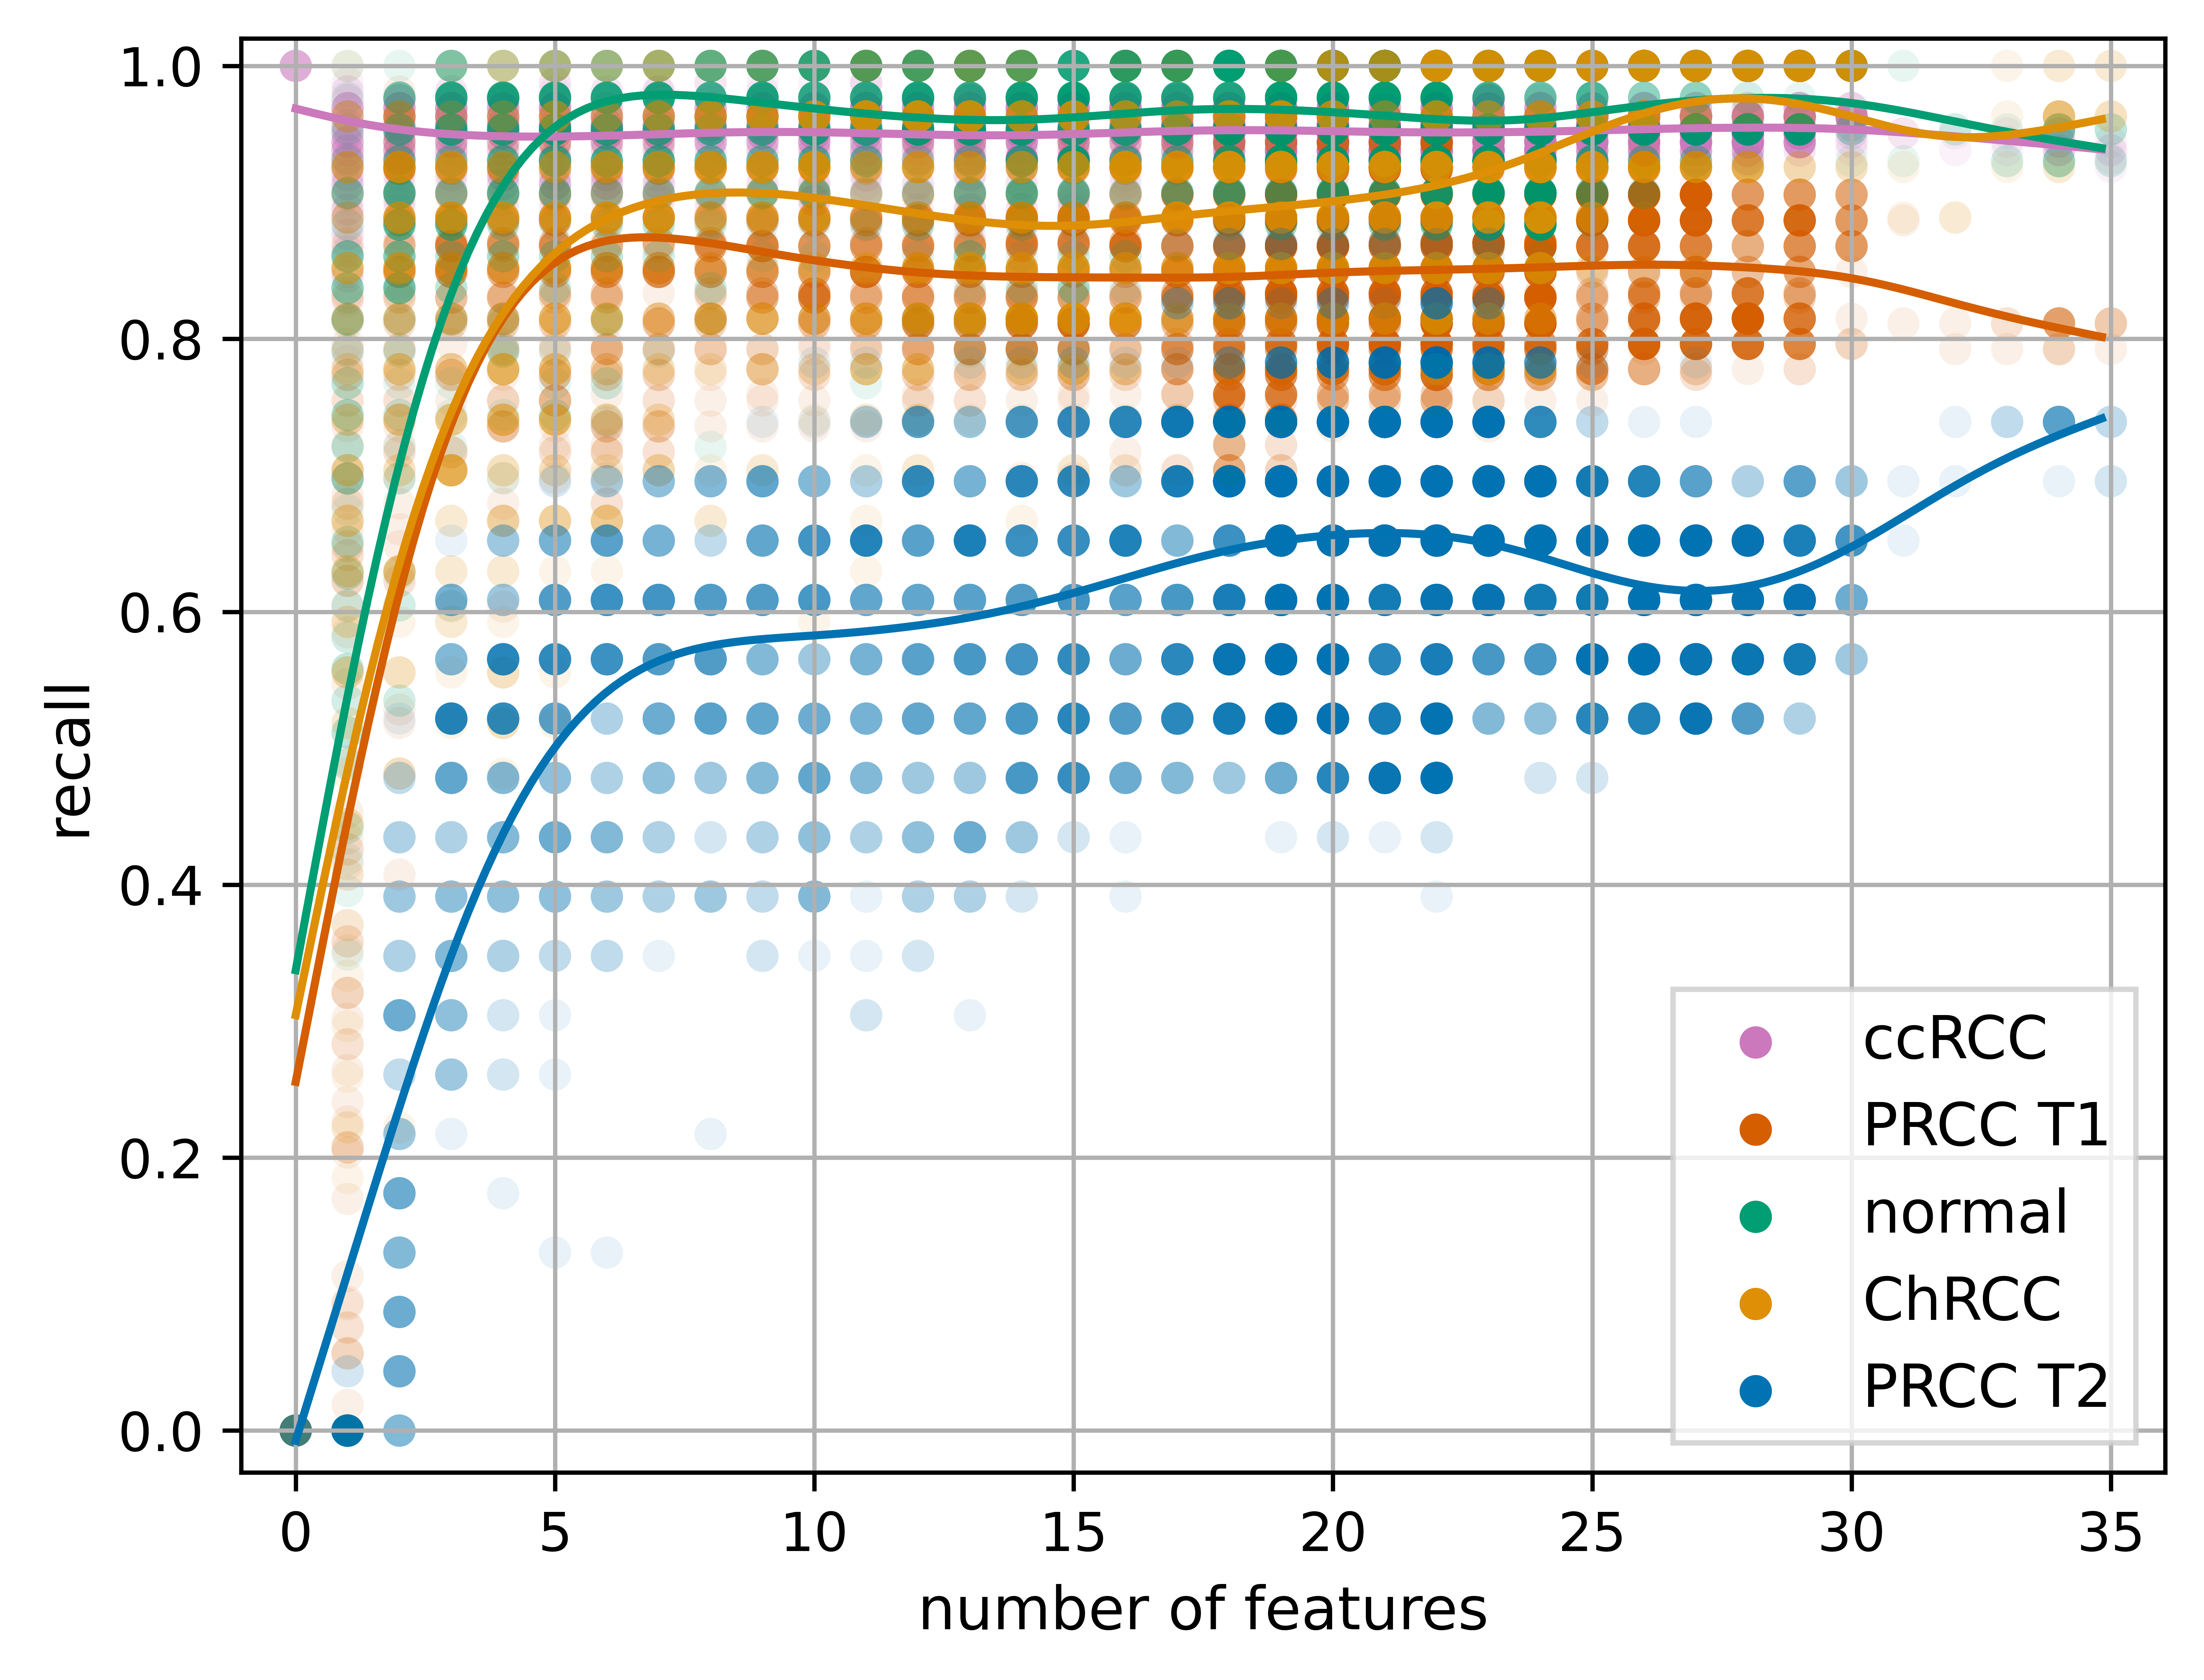 1.0
0.8
0.6
0.4
0.2
0.0
recall
0 5 10 15 20 25 30 35
number of features
ccRCC
PRCC T1
normal
ChRCC
PRCC T2